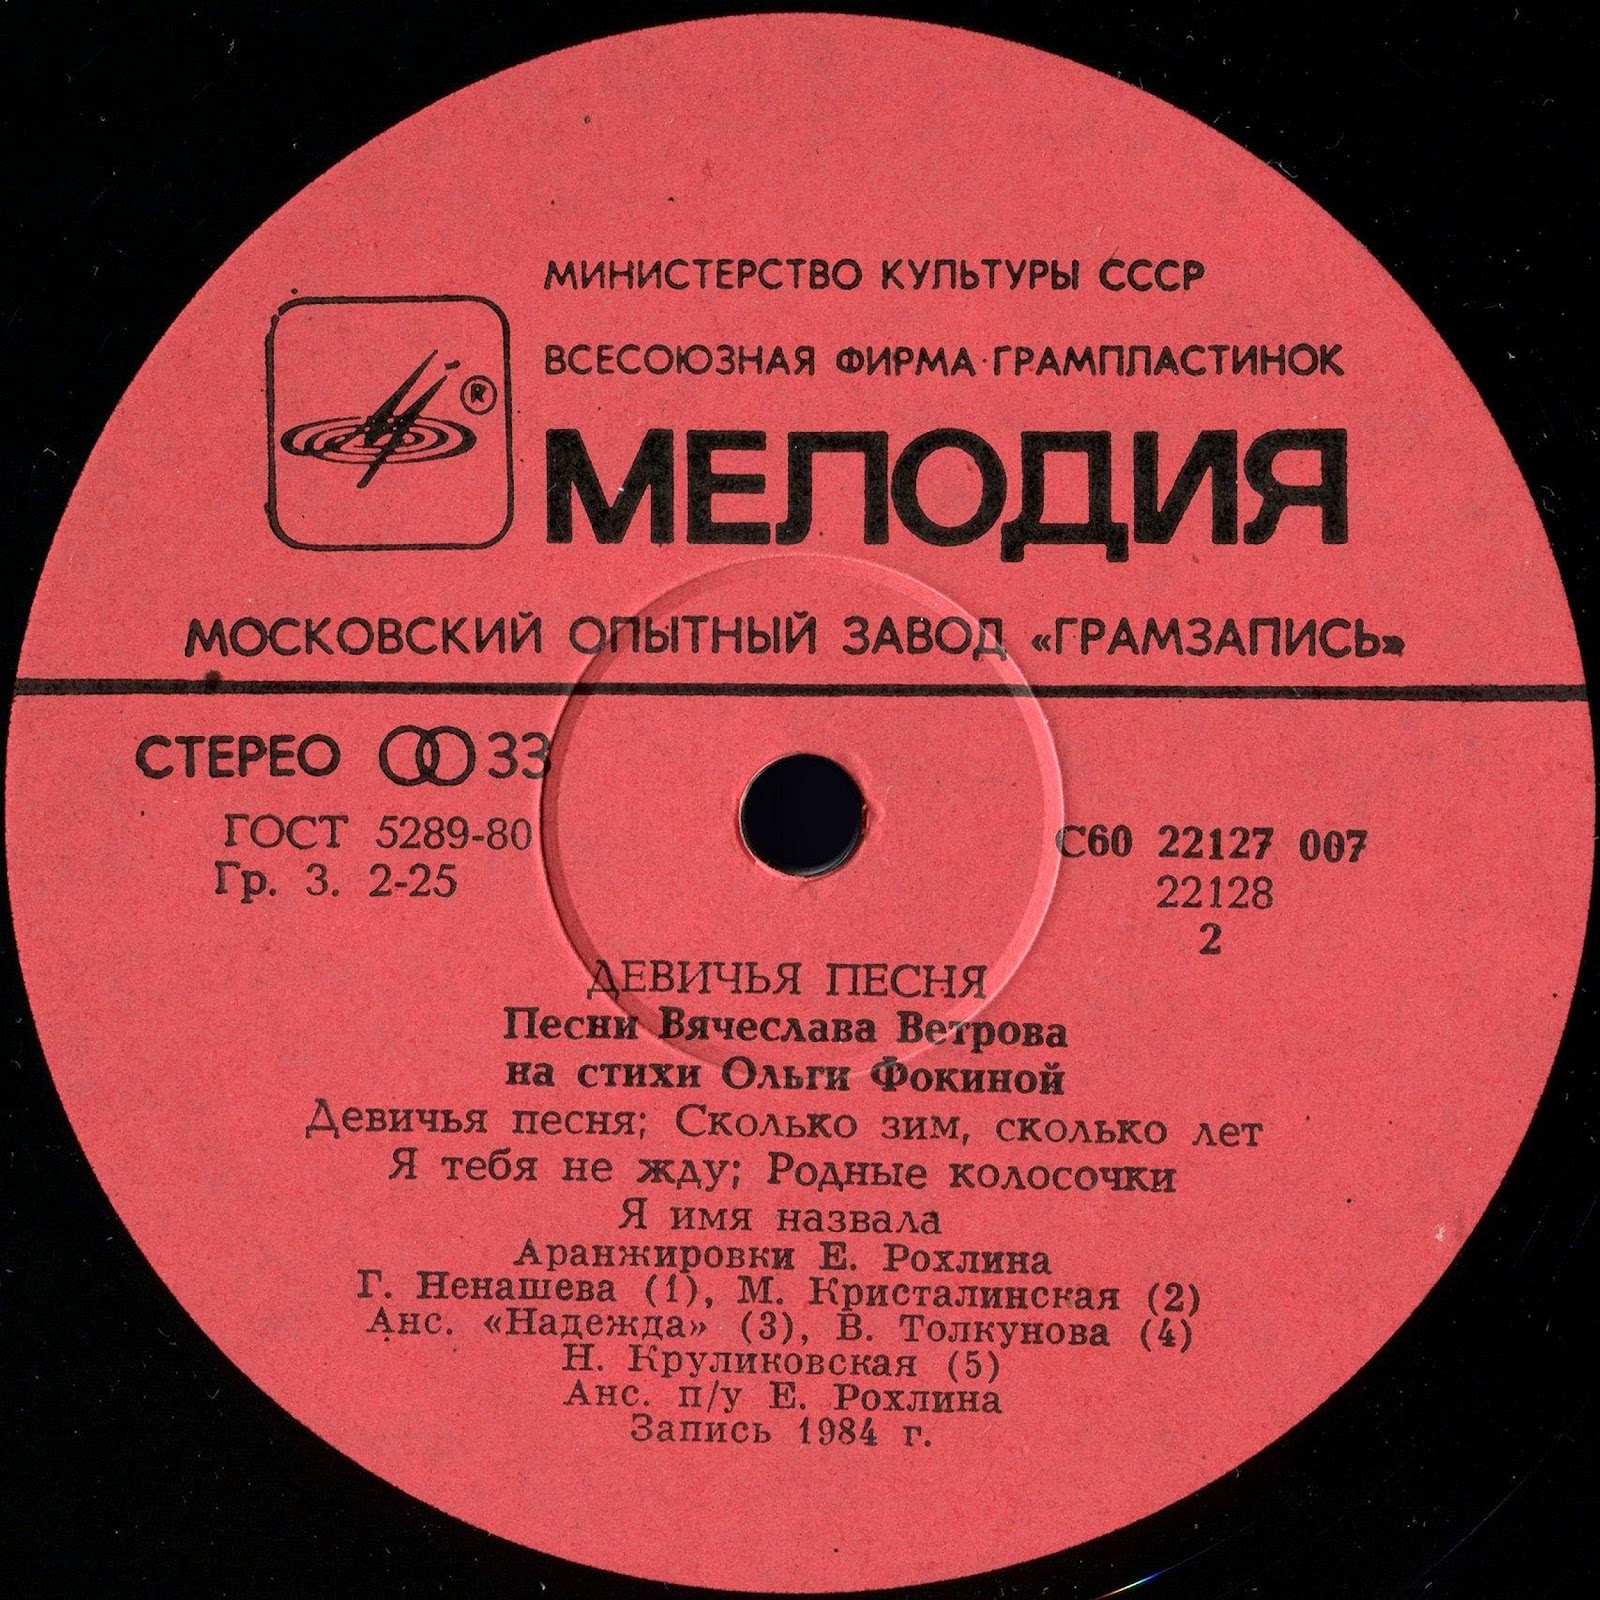 МИНИСТЕРСТВО КУЛЬТУРЫ СССР
ВСЕСОЮЗНАЯ ФИРМА ГРАМПЛАСТИНОК
®
МЕЛОДИЯ
МОСКОВСКИЙ ОПЫТНЫЙ ЗАВОД «ГРАМЗАПИСЬ»
СТЕРЕО 33
ГОСТ 5289-80
Гр. 3. 2-25
С60 22127 007
22128
2
ДЕВИЧЬЯ ПЕСНЯ
Песни Вячеслава Ветрова
на стихи Ольги Фокиной
Девичья песня; Сколько зим, сколько лет
Я тебя не жду; Родные колосочки
Я имя назвала
Аранжировки Е. Рохлина
Г. Ненашева (1), М. Кристалинская (2)
Анс. «Надежда» (3), В. Толкунова (4)
Н. Круликовская (5)
Анс. п/у Е. Рохлина
Запись 1984 г.